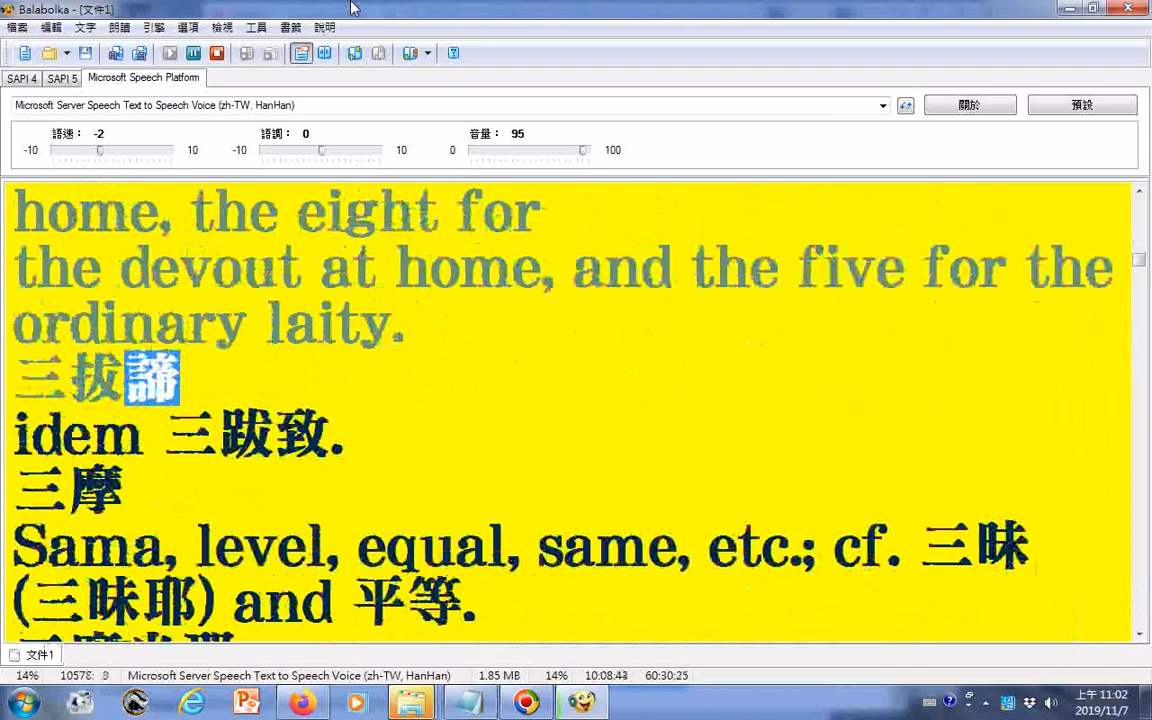 Balabolka - [文件1]
檔案 編輯 文字 朗讀 引擎 選項 檢視 工具 書籤 說明
SAPI 4 SAPI 5 Microsoft Speech Platform
Microsoft Server Speech Text to Speech Voice (zh-TW, HanHan) 關於 預設
語速： -2 語調： 0 音量： 95
-10 10 -10 10 0 100
home, the eight for
the devout at home, and the five for the
ordinary laity.
三拔諦
idem 三跋致.
三摩
Sama, level, equal, same, etc.; cf. 三昧
(三昧耶) and 平等.
文件1
14% Microsoft Server Speech Text to Speech Voice (zh-TW, HanHan) 1.85 MB 14% 10:08:43 60:30:25
上午 11:02
2019/11/7